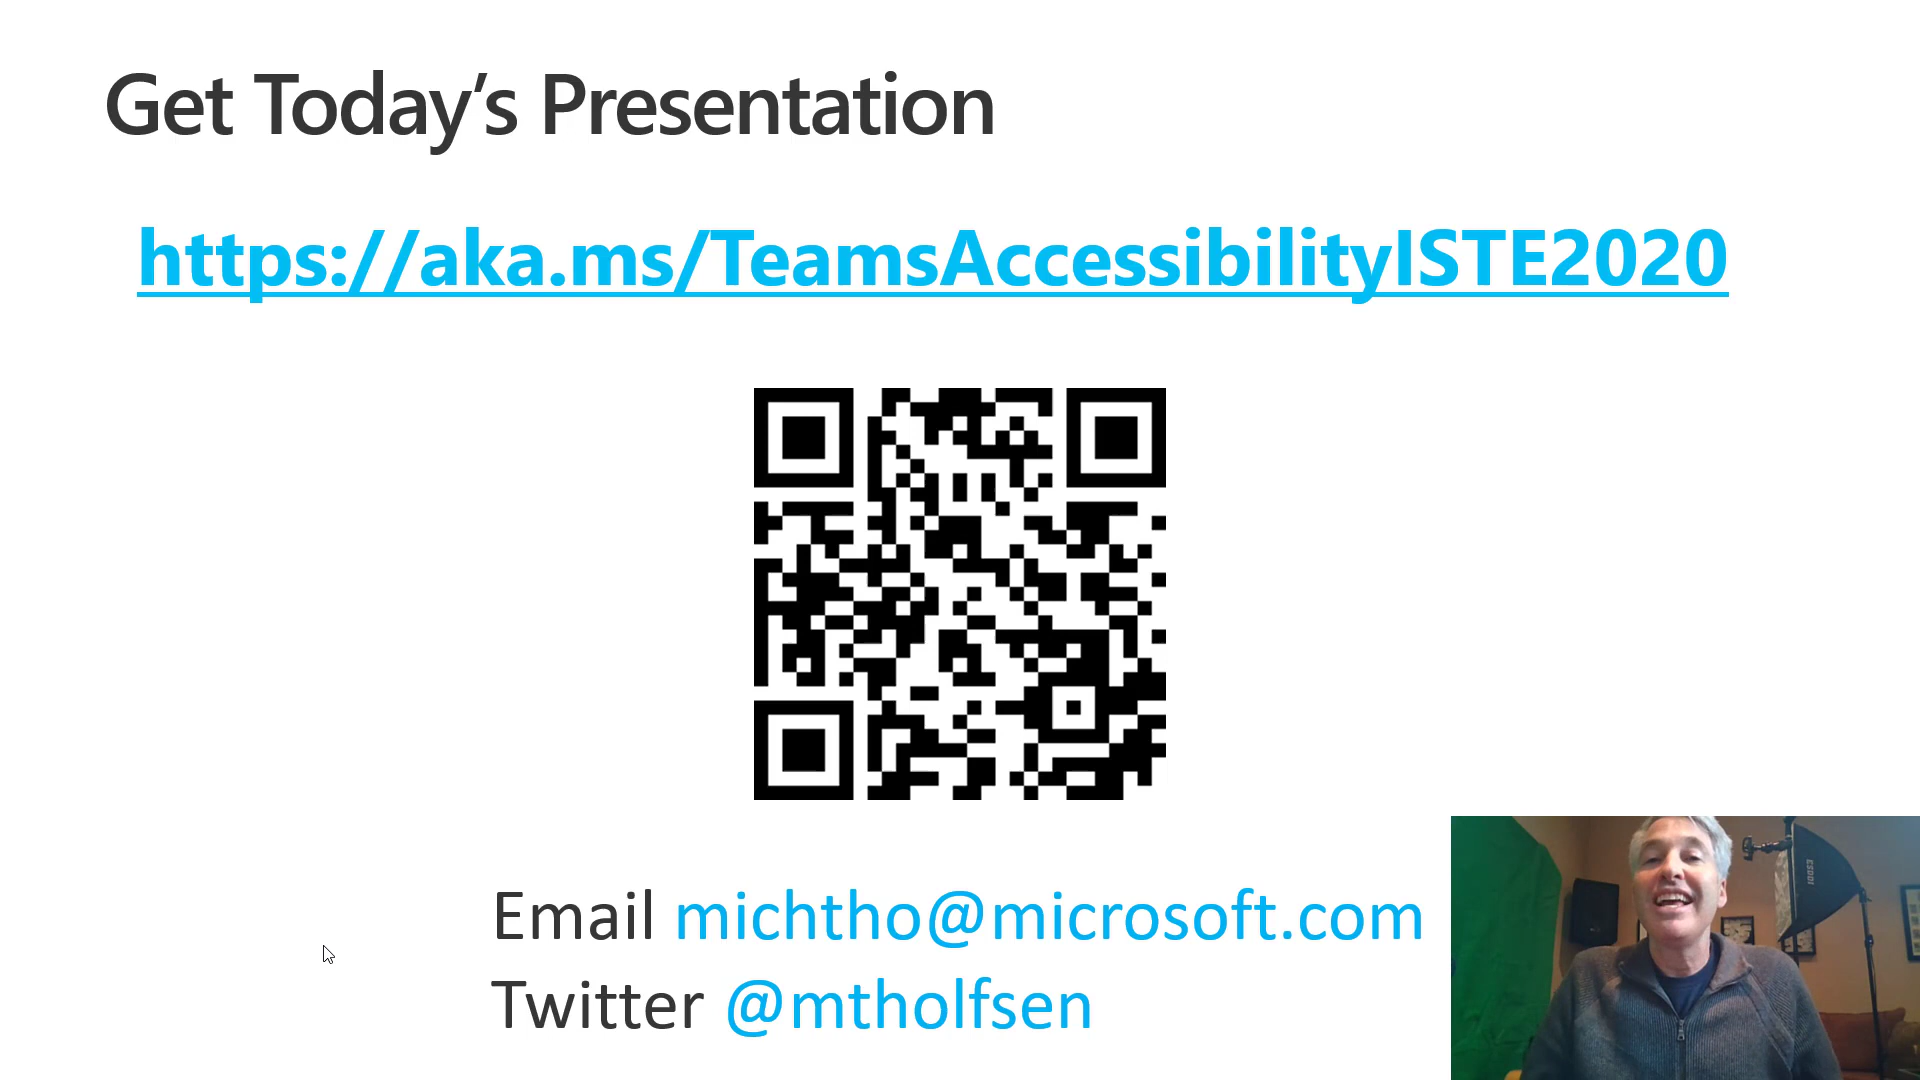 Get Today’s Presentation
https://aka.ms/TeamsAccessibilityISTE2020
Email michtho@microsoft.com
Twitter @mtholfsen